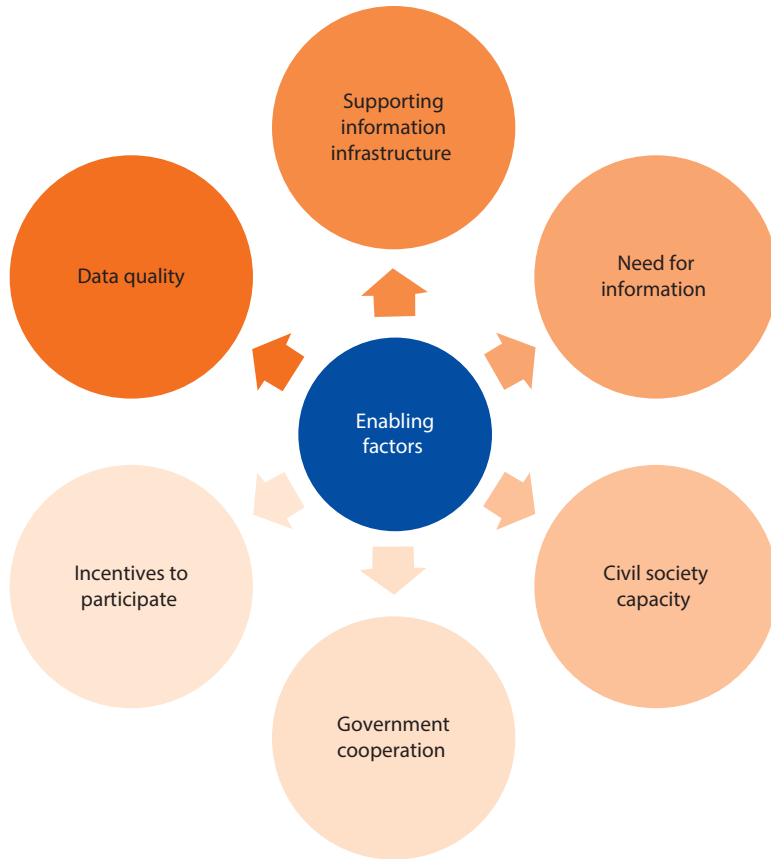 Supporting
information
infrastructure
Data quality
Need for
information
Enabling
factors
Incentives to
participate
Civil society
capacity
Government
cooperation